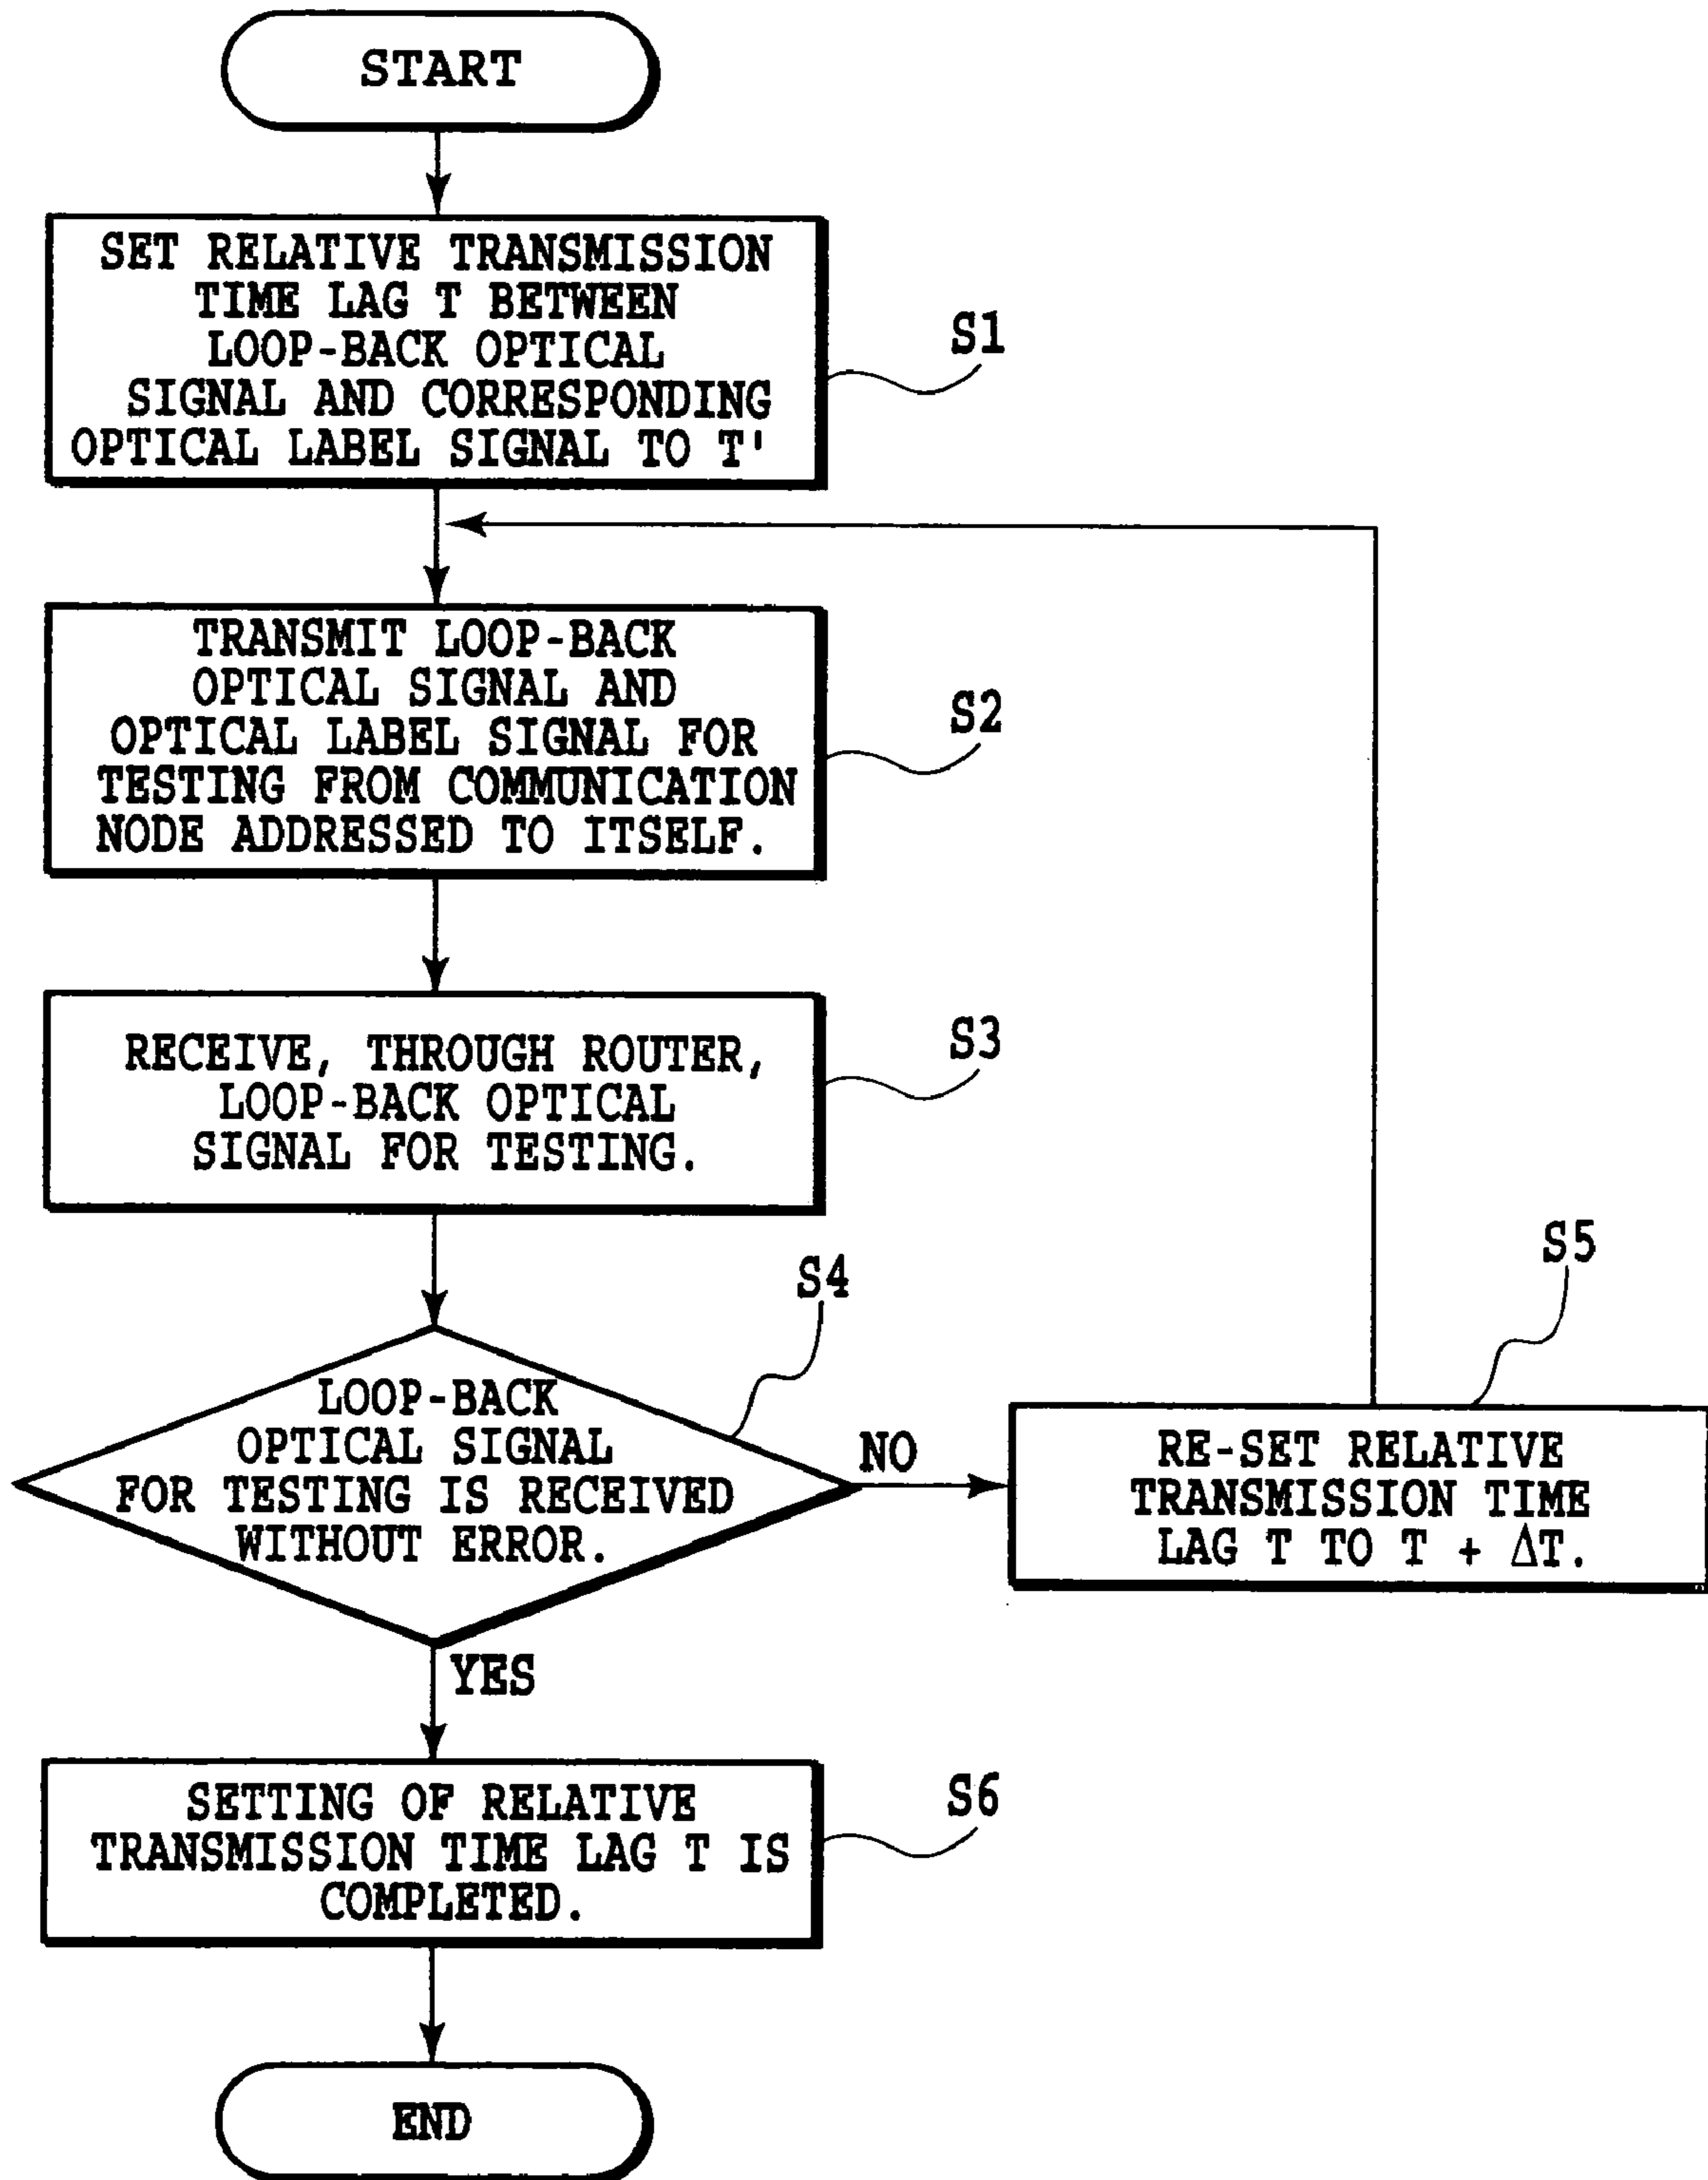 START
SET RELATIVE TRANSMISSION
TIME LAG T BETWEEN
LOOP-BACK OPTICAL
SIGNAL AND CORRESPONDING
OPTICAL LABEL SIGNAL TO T'
S1
TRANSMIT LOOP-BACK
OPTICAL SIGNAL AND
OPTICAL LABEL SIGNAL FOR
TESTING FROM COMMUNICATION
NODE ADDRESSED TO ITSELF.
S2
RECEIVE, THROUGH ROUTER,
LOOP-BACK OPTICAL
SIGNAL FOR TESTING.
S3
LOOP-BACK
OPTICAL SIGNAL
FOR TESTING IS RECEIVED
WITHOUT ERROR.
S4
NO
RE-SET RELATIVE
TRANSMISSION TIME
LAG T TO T + ΔT.
S5
YES
SETTING OF RELATIVE
TRANSMISSION TIME LAG T IS
COMPLETED.
S6
END